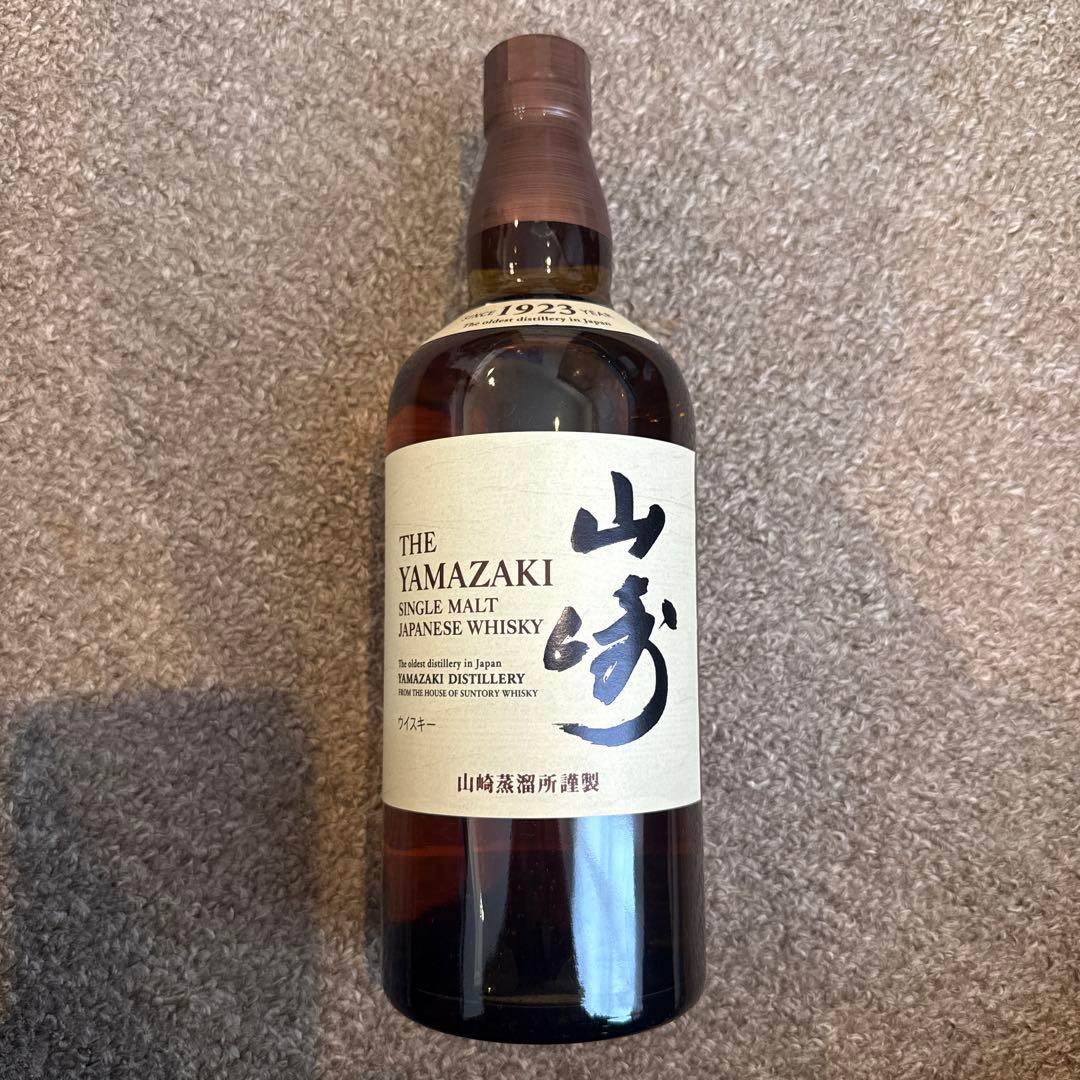 SINCE 1923 YEAR
The oldest distillery in Japan
THE
YAMAZAKI
SINGLE MALT
JAPANESE WHISKY
The oldest distillery in Japan
YAMAZAKI DISTILLERY
FROM THE HOUSE OF SUNTORY WHISKY
ウイスキー
山崎
山崎蒸溜所謹製